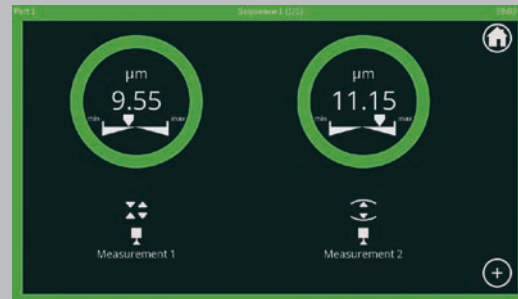 Part 1 Sequence 1 (1/1)
µm µm
9.55 11.15
min max min max
Measurement 1 Measurement 2